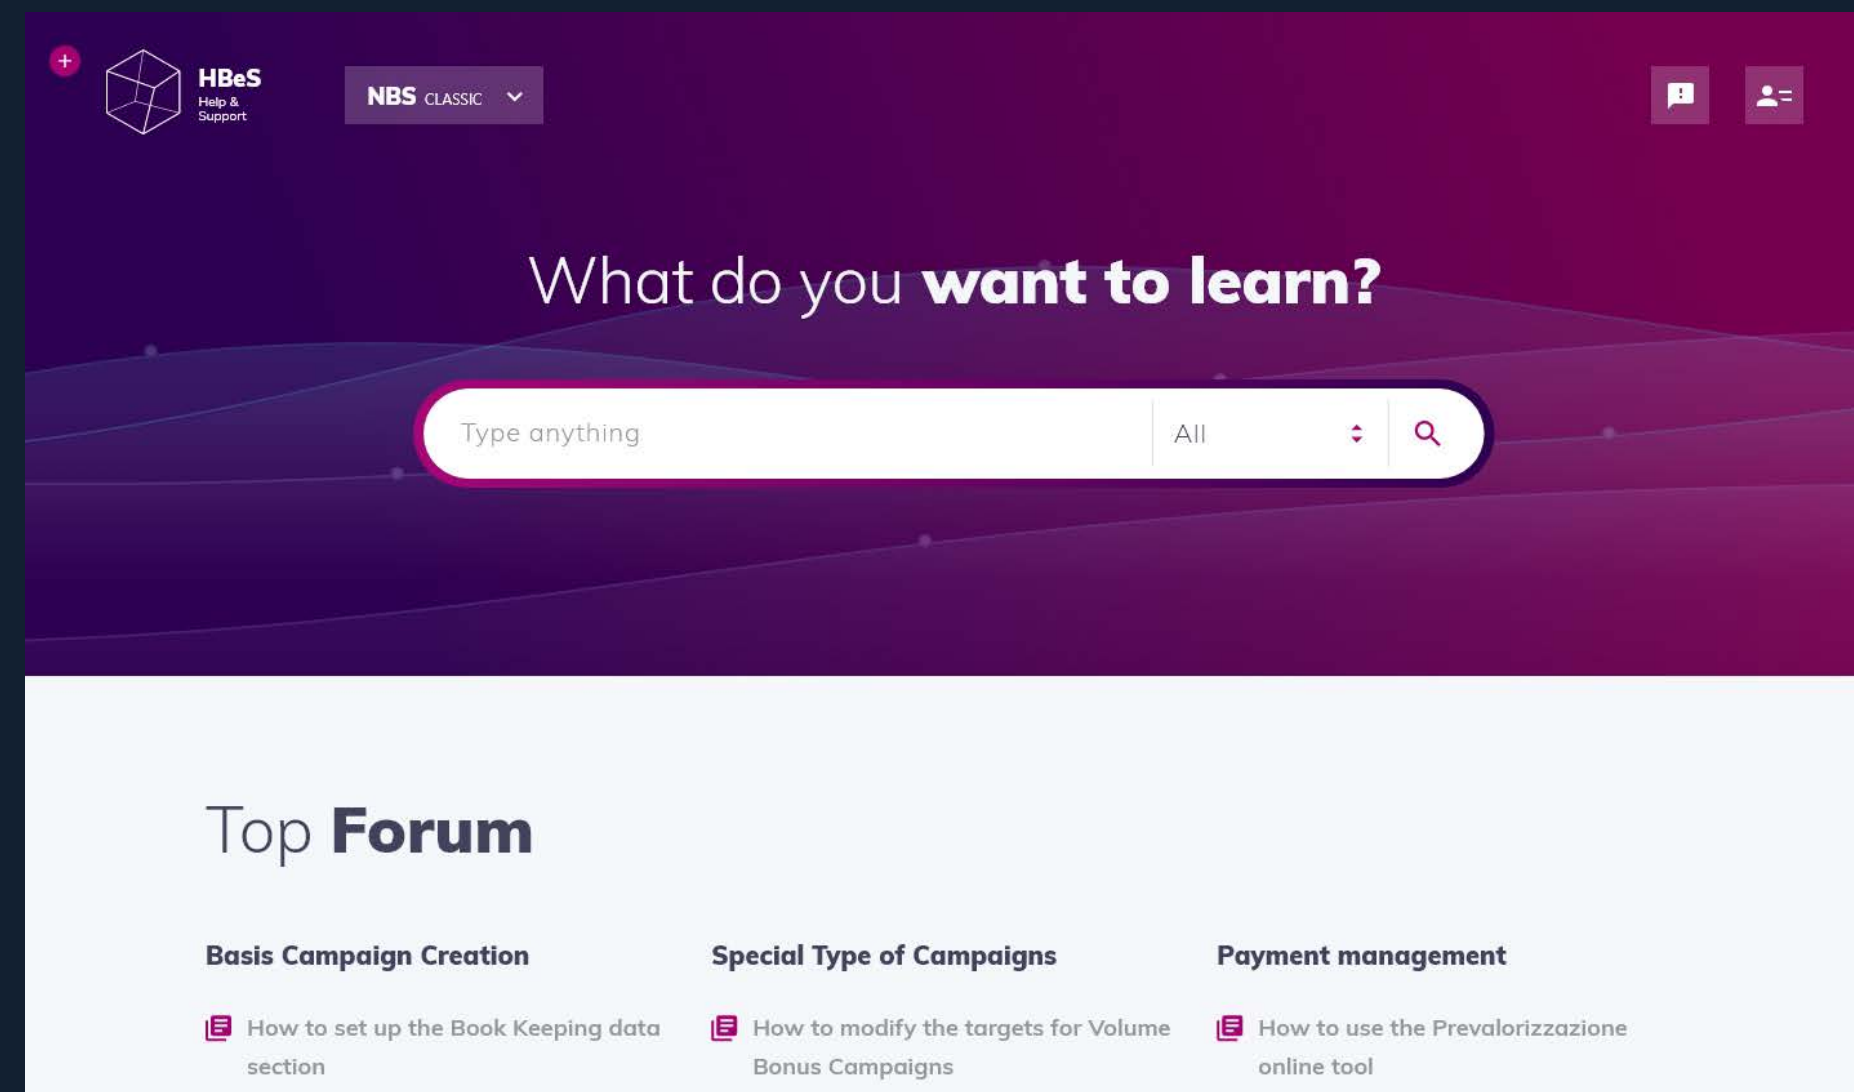 HBeS
Help &
Support
NBS CLASSIC
What do you want to learn?
Type anything
All
Top Forum
Basis Campaign Creation
How to set up the Book Keeping data
section
Special Type of Campaigns
How to modify the targets for Volume
Bonus Campaigns
Payment management
How to use the Prevalorizzazione
online tool